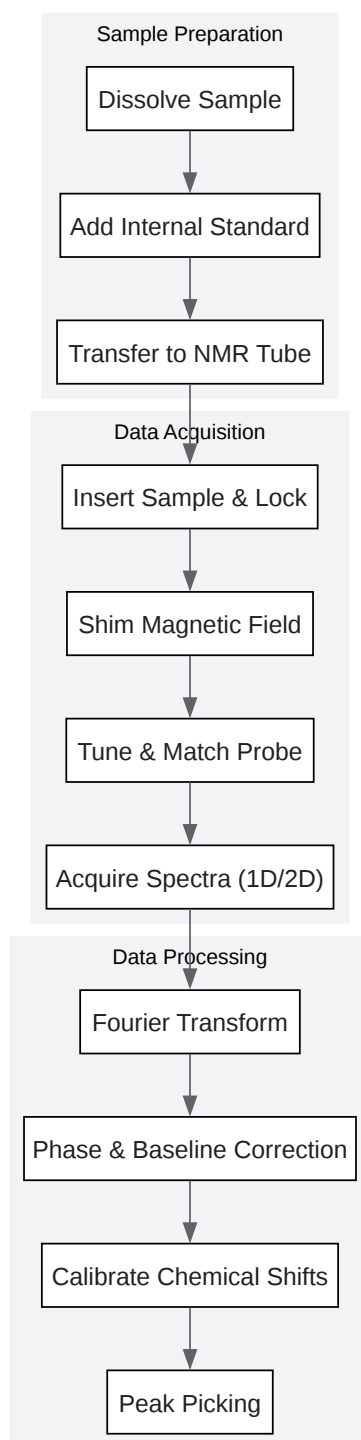 Sample Preparation
Dissolve Sample
Add Internal Standard
Transfer to NMR Tube
Data Acquisition
Insert Sample & Lock
Shim Magnetic Field
Tune & Match Probe
Acquire Spectra (1D/2D)
Data Processing
Fourier Transform
Phase & Baseline Correction
Calibrate Chemical Shifts
Peak Picking